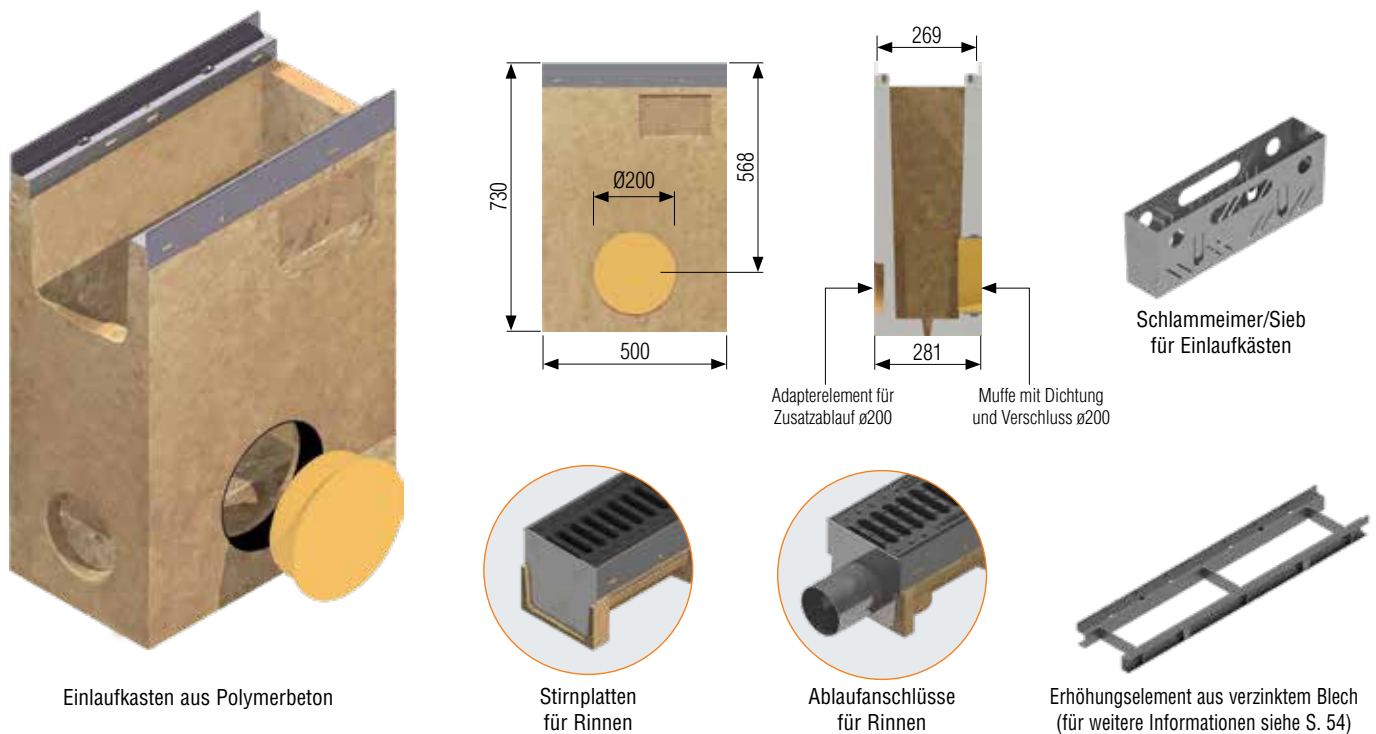 269
730
Ø200
568
500
281
Adapterelement für
Zusatzablauf ø200
Muffe mit Dichtung
und Verschluss ø200
Schlammeimer/Sieb
für Einlaufkästen
Einlaufkasten aus Polymerbeton
Stirnplatten
für Rinnen
Ablaufanschlüsse
für Rinnen
Erhöhungselement aus verzinktem Blech
(für weitere Informationen siehe S. 54)